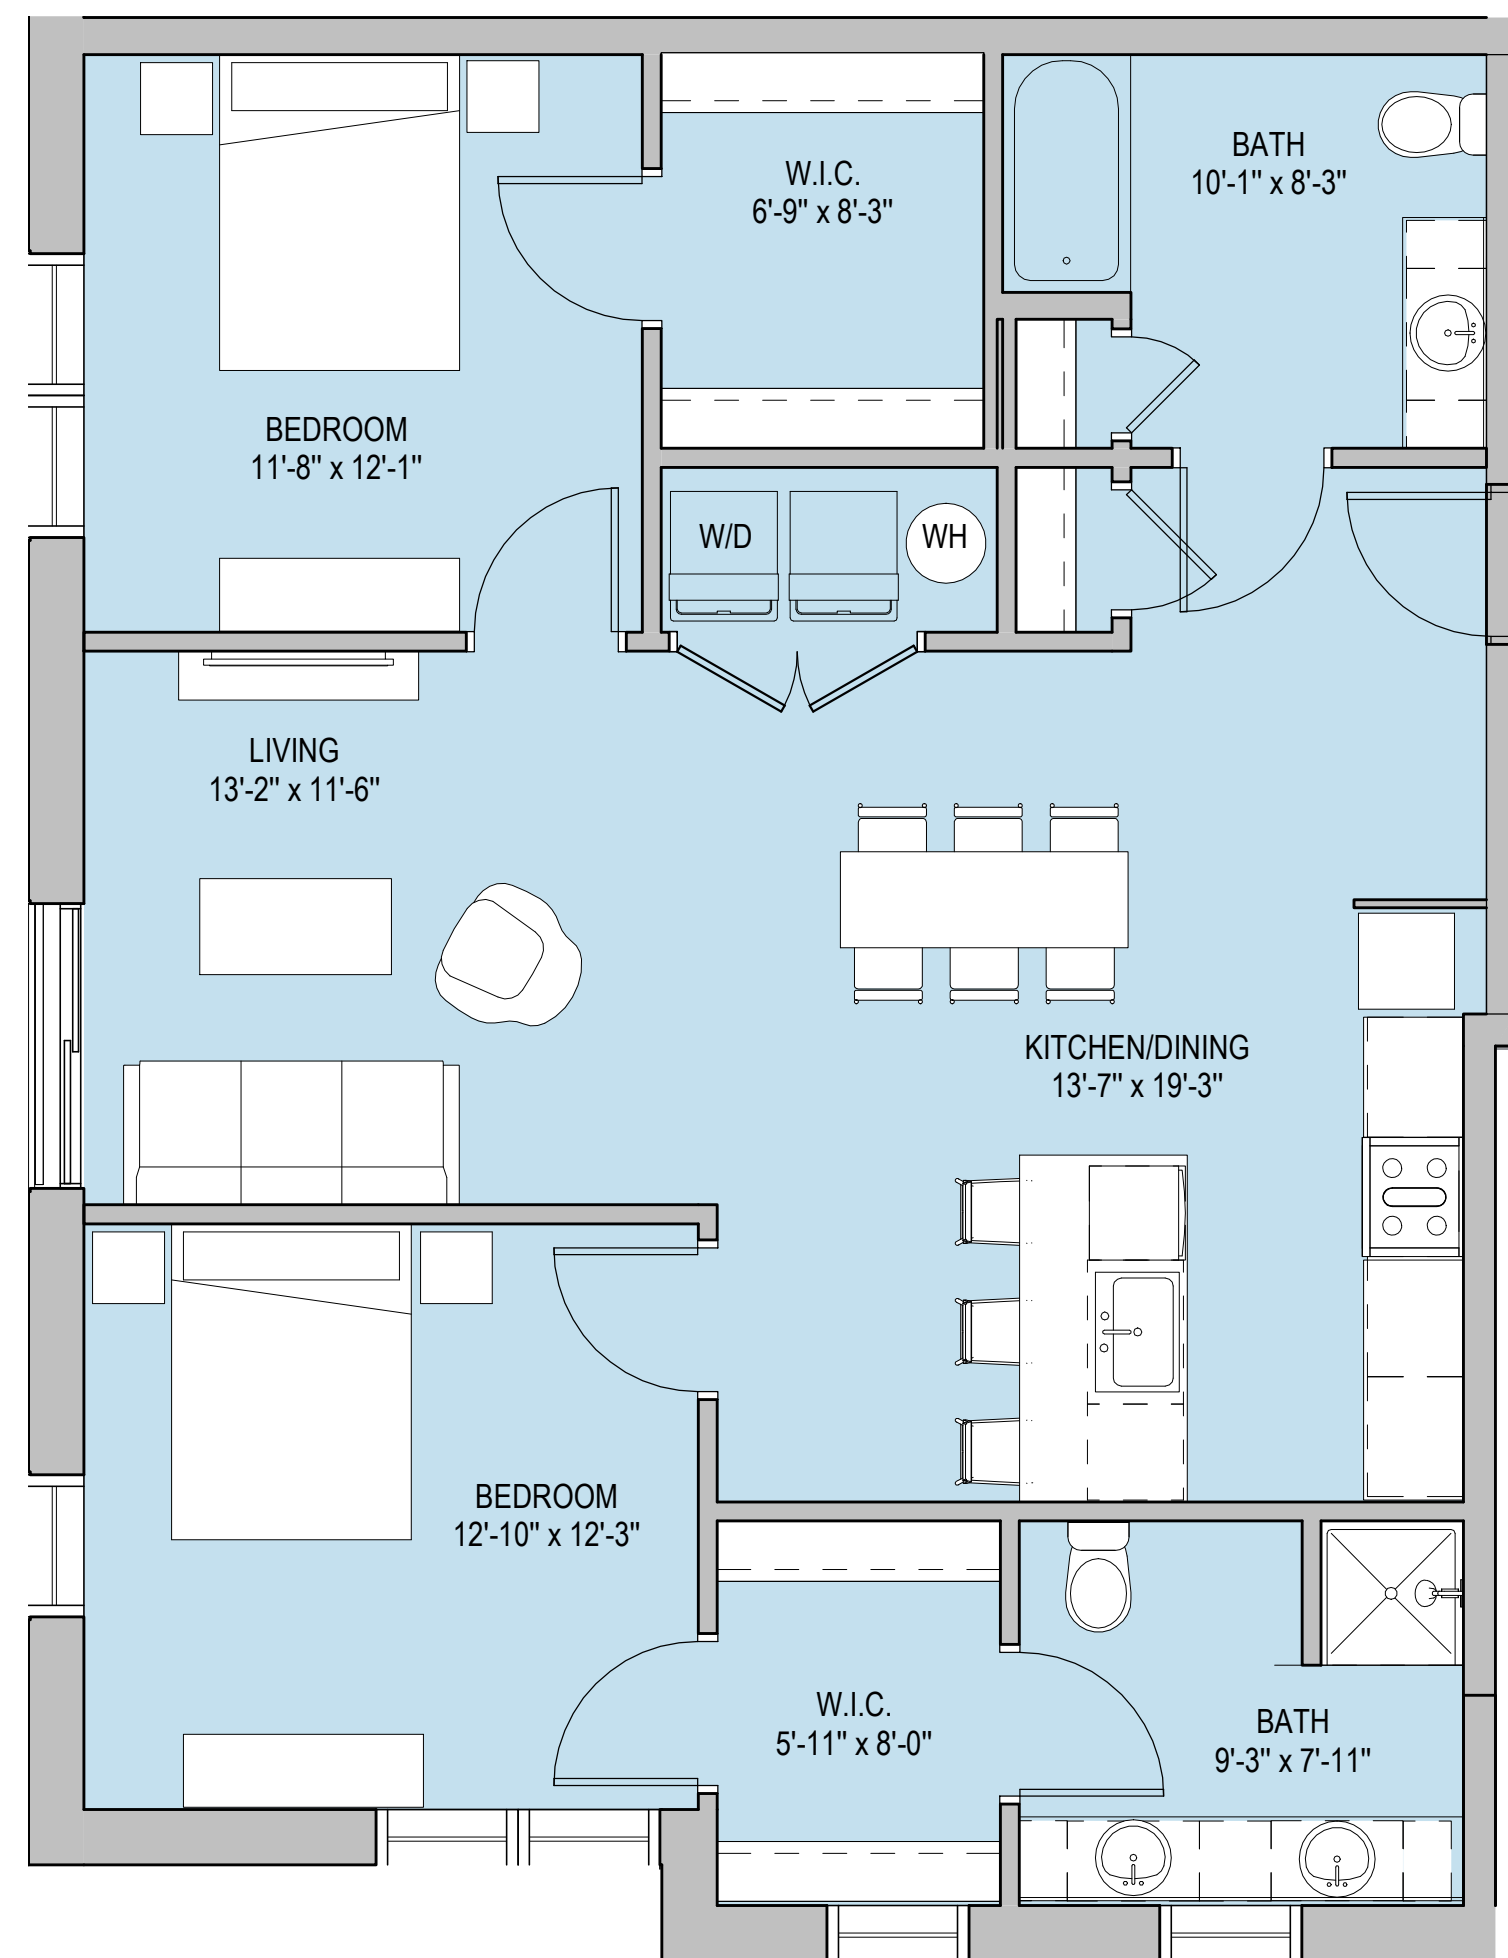 BATH
10'-1" x 8'-3"
W.I.C.
6'-9" x 8'-3"
BEDROOM
11'-8" x 12'-1"
W/D
WH
LIVING
13'-2" x 11'-6"
KITCHEN/DINING
13'-7" x 19'-3"
BEDROOM
12'-10" x 12'-3"
W.I.C.
5'-11" x 8'-0"
BATH
9'-3" x 7'-11"